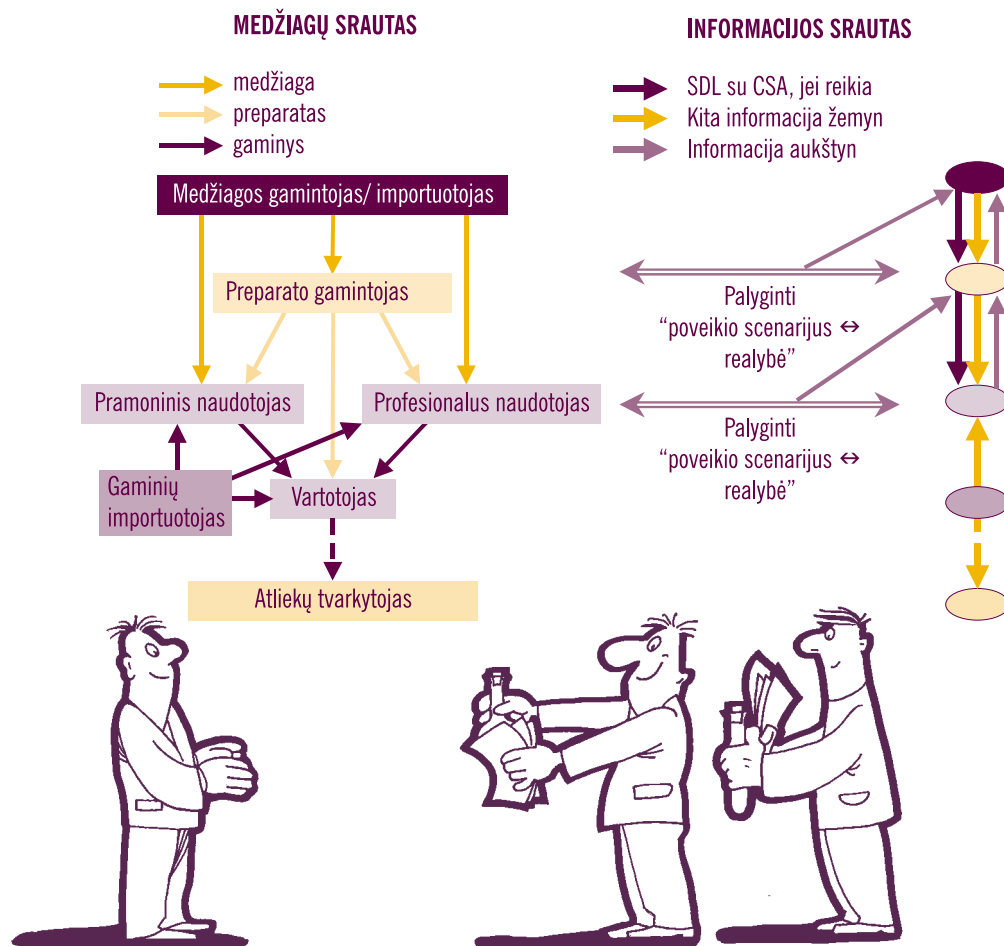 MEDŽIAGŲ SRAUTAS
medžiaga
preparatas
gaminys
Medžiagos gamintojas/ importuotojas
Preparato gamintojas
Pramoninis naudotojas
Profesionalus naudotojas
Gaminių
importuotojas
Vartotojas
Atliekų tvarkytojas
INFORMACIJOS SRAUTAS
SDL su CSA, jei reikia
Kita informacija žemyn
Informacija aukštyn
Palyginti
“poveikio scenarijus ↔
realybė”
Palyginti
“poveikio scenarijus ↔
realybė”